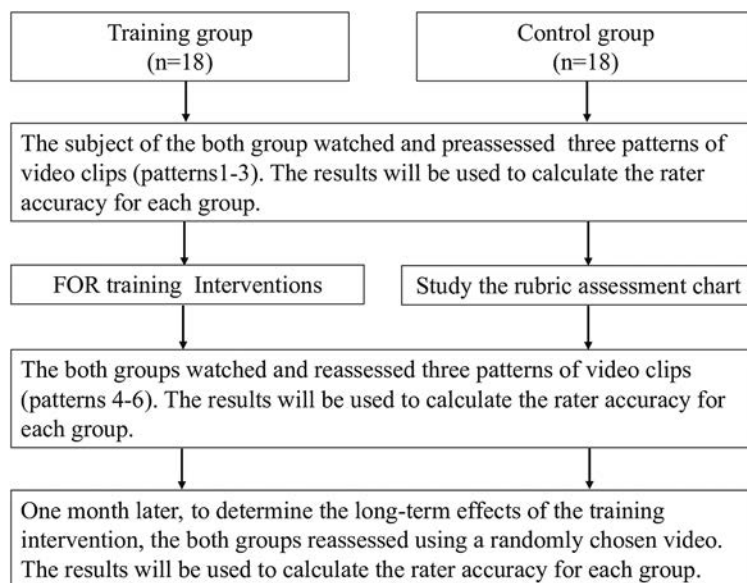 Training group
(n=18)
Control group
(n=18)
The subject of the both group watched and preassessed three patterns of
video clips (patterns1-3). The results will be used to calculate the rater
accuracy for each group.
FOR training Interventions
Study the rubric assessment chart
The both groups watched and reassessed three patterns of video clips
(patterns 4-6). The results will be used to calculate the rater accuracy for
each group.
One month later, to determine the long-term effects of the training
intervention, the both groups reassessed using a randomly chosen video.
The results will be used to calculate the rater accuracy for each group.